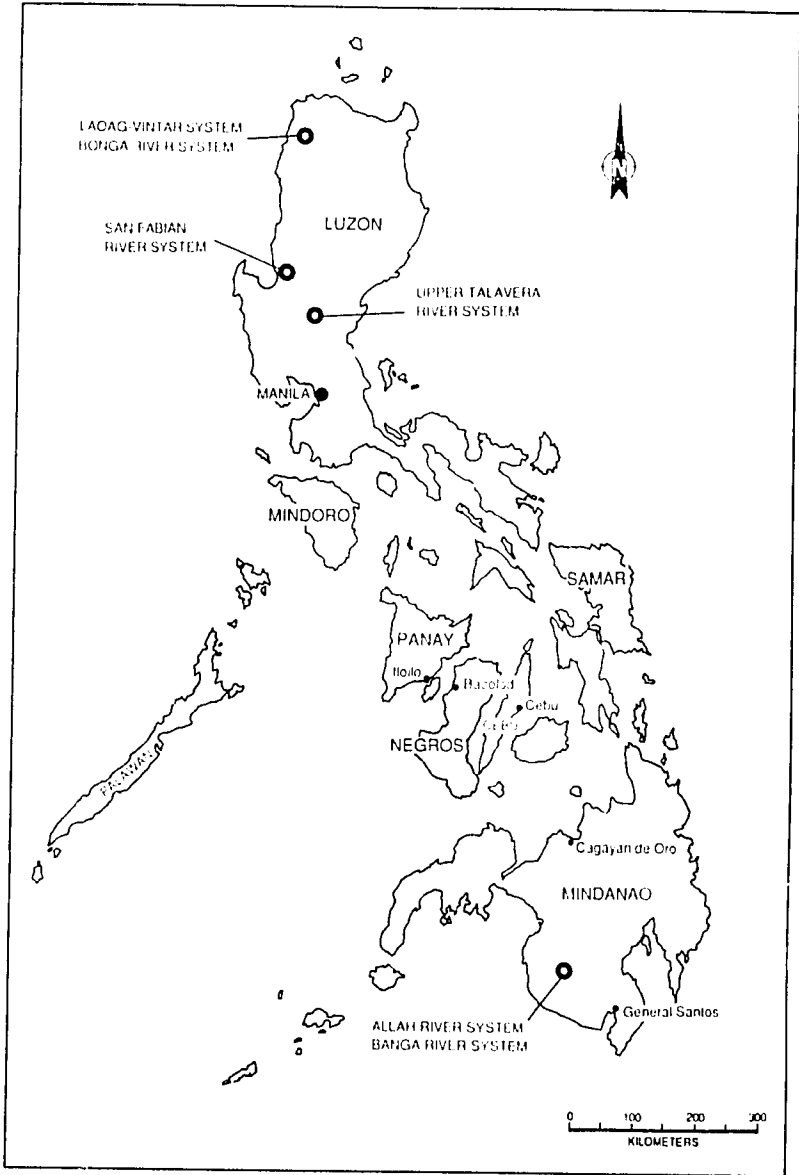 LAOAG-VINTAR SYSTEM
BONGA RIVER SYSTEM
N
LUZON
SAN FABIAN
RIVER SYSTEM
UPPER TALAVERA
RIVER SYSTEM
MANILA
MINDORO
SAMAR
PANAY
Iloilo
Bacolod
Cebu
CEBU
NEGROS
PALAWAN
Cagayan de Oro
MINDANAO
General Santos
ALLAH RIVER SYSTEM
BANGA RIVER SYSTEM
0 100 200 300
KILOMETERS